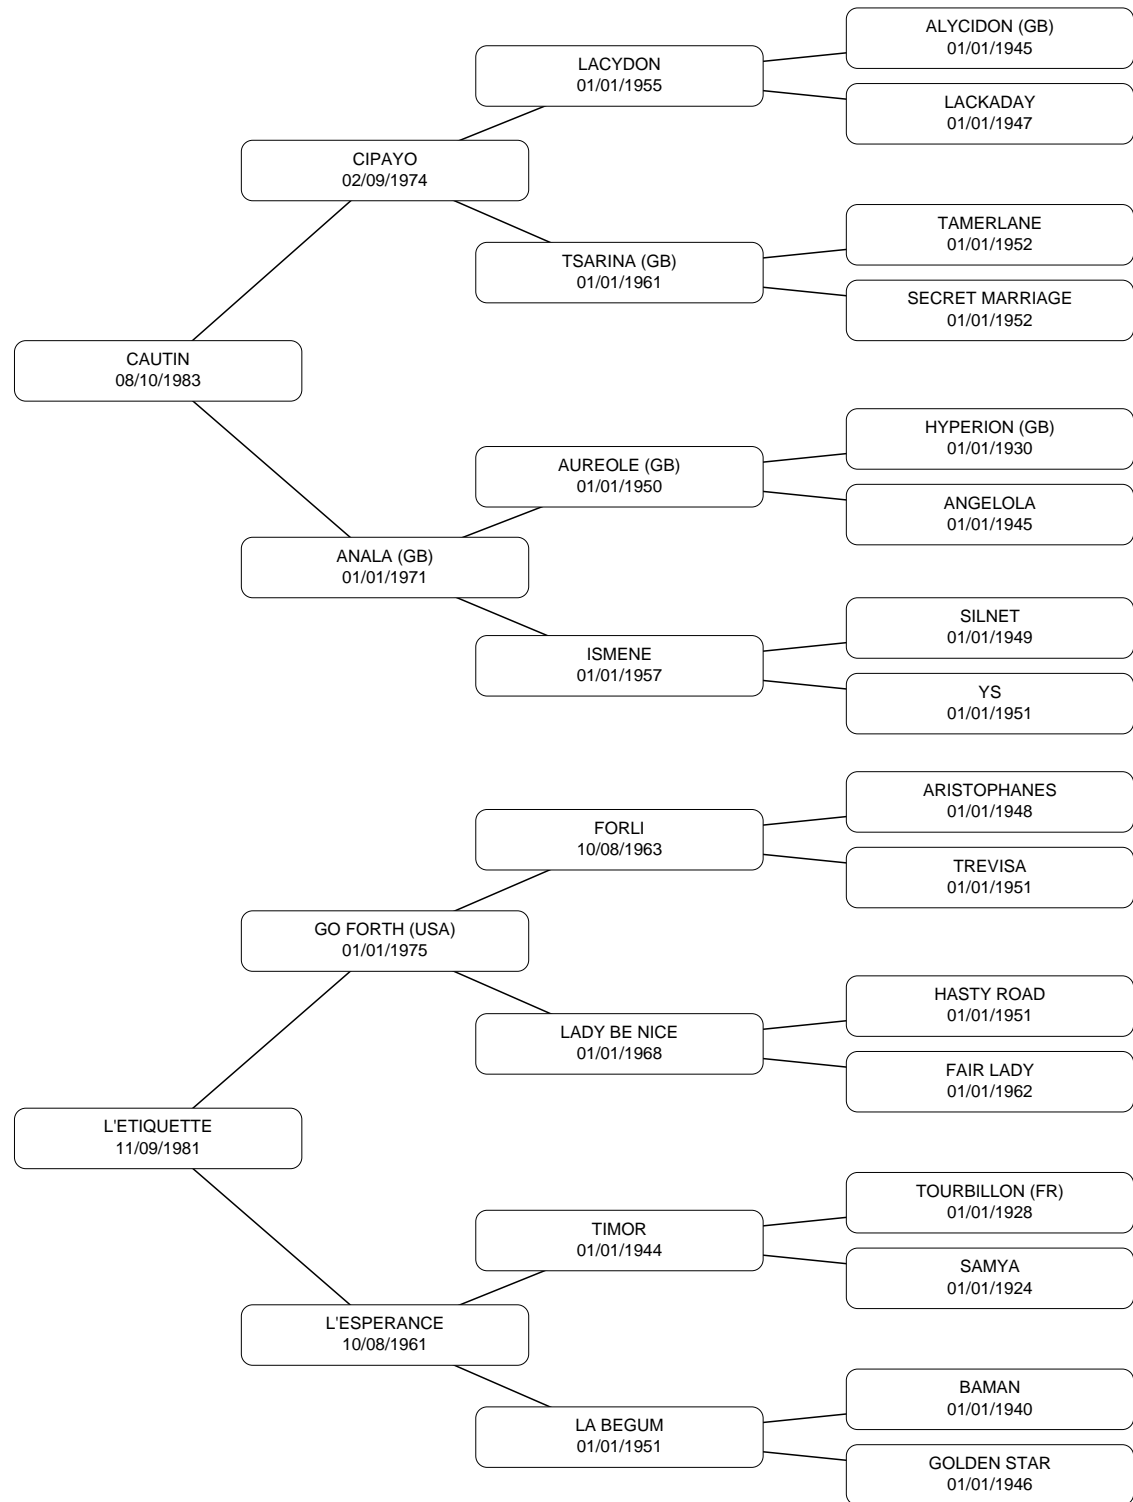 ALYCIDON (GB)
01/01/1945
LACYDON
01/01/1955
LACKADAY
01/01/1947
CIPAYO
02/09/1974
TAMERLANE
01/01/1952
TSARINA (GB)
01/01/1961
SECRET MARRIAGE
01/01/1952
CAUTIN
08/10/1983
HYPERION (GB)
01/01/1930
AUREOLE (GB)
01/01/1950
ANGELOLA
01/01/1945
ANALA (GB)
01/01/1971
SILNET
01/01/1949
ISMENE
01/01/1957
YS
01/01/1951
ARISTOPHANES
01/01/1948
FORLI
10/08/1963
TREVISA
01/01/1951
GO FORTH (USA)
01/01/1975
HASTY ROAD
01/01/1951
LADY BE NICE
01/01/1968
FAIR LADY
01/01/1962
L'ETIQUETTE
11/09/1981
TOURBILLON (FR)
01/01/1928
TIMOR
01/01/1944
SAMYA
01/01/1924
L'ESPERANCE
10/08/1961
BAMAN
01/01/1940
LA BEGUM
01/01/1951
GOLDEN STAR
01/01/1946